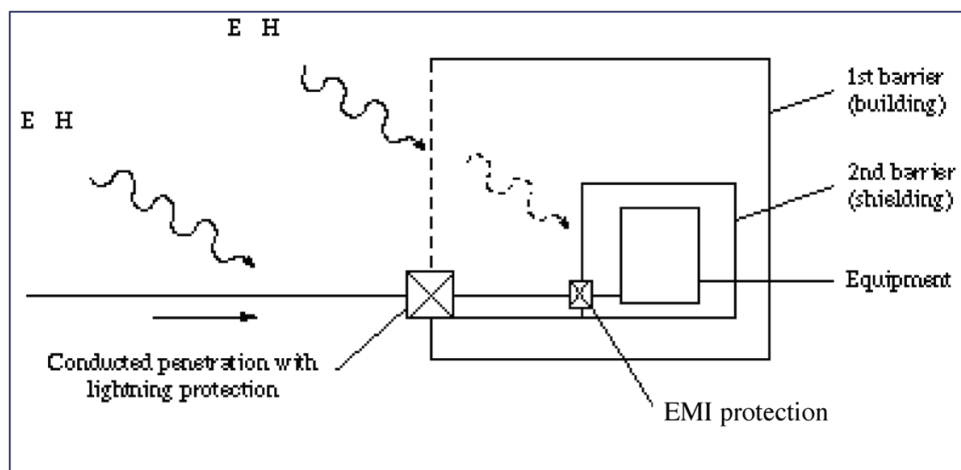 E H
E H
1st barrier
(building)
2nd barrier
(shielding)
Equipment
Conducted penetration with
lightning protection
EMI protection